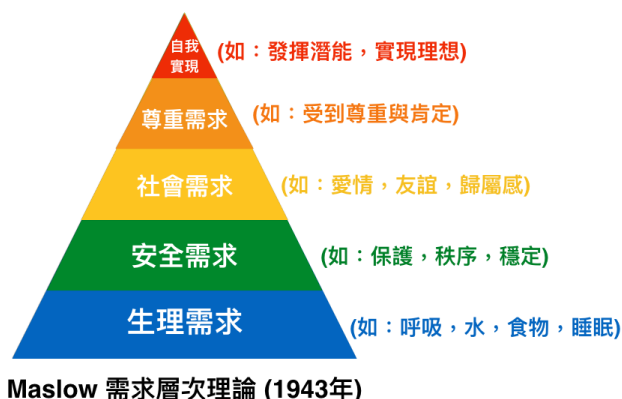 自我
實現
(如：發揮潛能，實現理想)
尊重需求
(如：受到尊重與肯定)
社會需求
(如：愛情，友誼，歸屬感)
安全需求
(如：保護，秩序，穩定)
生理需求
(如：呼吸，水，食物，睡眠)
Maslow 需求層次理論 (1943年)